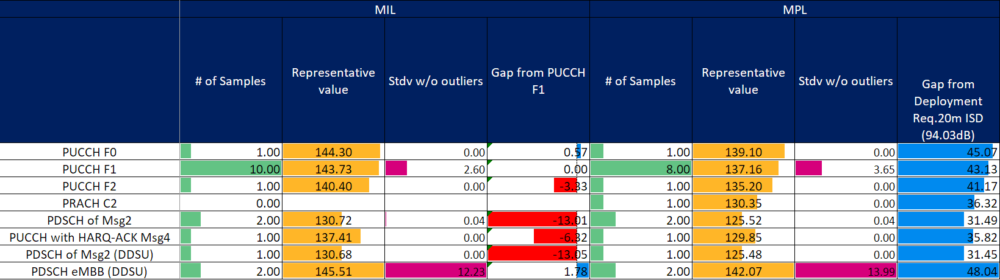 MIL MPL
# of Samples Representative value Stdv w/o outliers Gap from PUCCH F1 # of Samples Representative value Stdv w/o outliers Gap from Deployment Req.20m ISD (94.03dB)
PUCCH F0 1.00 144.30 0.00 0.57 1.00 139.10 0.00 45.07
PUCCH F1 10.00 143.73 2.60 0.00 8.00 137.16 3.65 43.13
PUCCH F2 1.00 140.40 0.00 -3.33 1.00 135.20 0.00 41.17
PRACH C2 0.00 1.00 130.35 0.00 36.32
PDSCH of Msg2 2.00 130.72 0.04 -13.01 2.00 125.52 0.04 31.49
PUCCH with HARQ-ACK Msg4 1.00 137.41 0.00 -6.32 1.00 129.85 0.00 35.82
PDSCH of Msg2 (DDSU) 1.00 130.68 0.00 -13.05 1.00 125.48 0.00 31.45
PDSCH eMBB (DDSU) 2.00 145.51 12.23 1.78 2.00 142.07 13.99 48.04